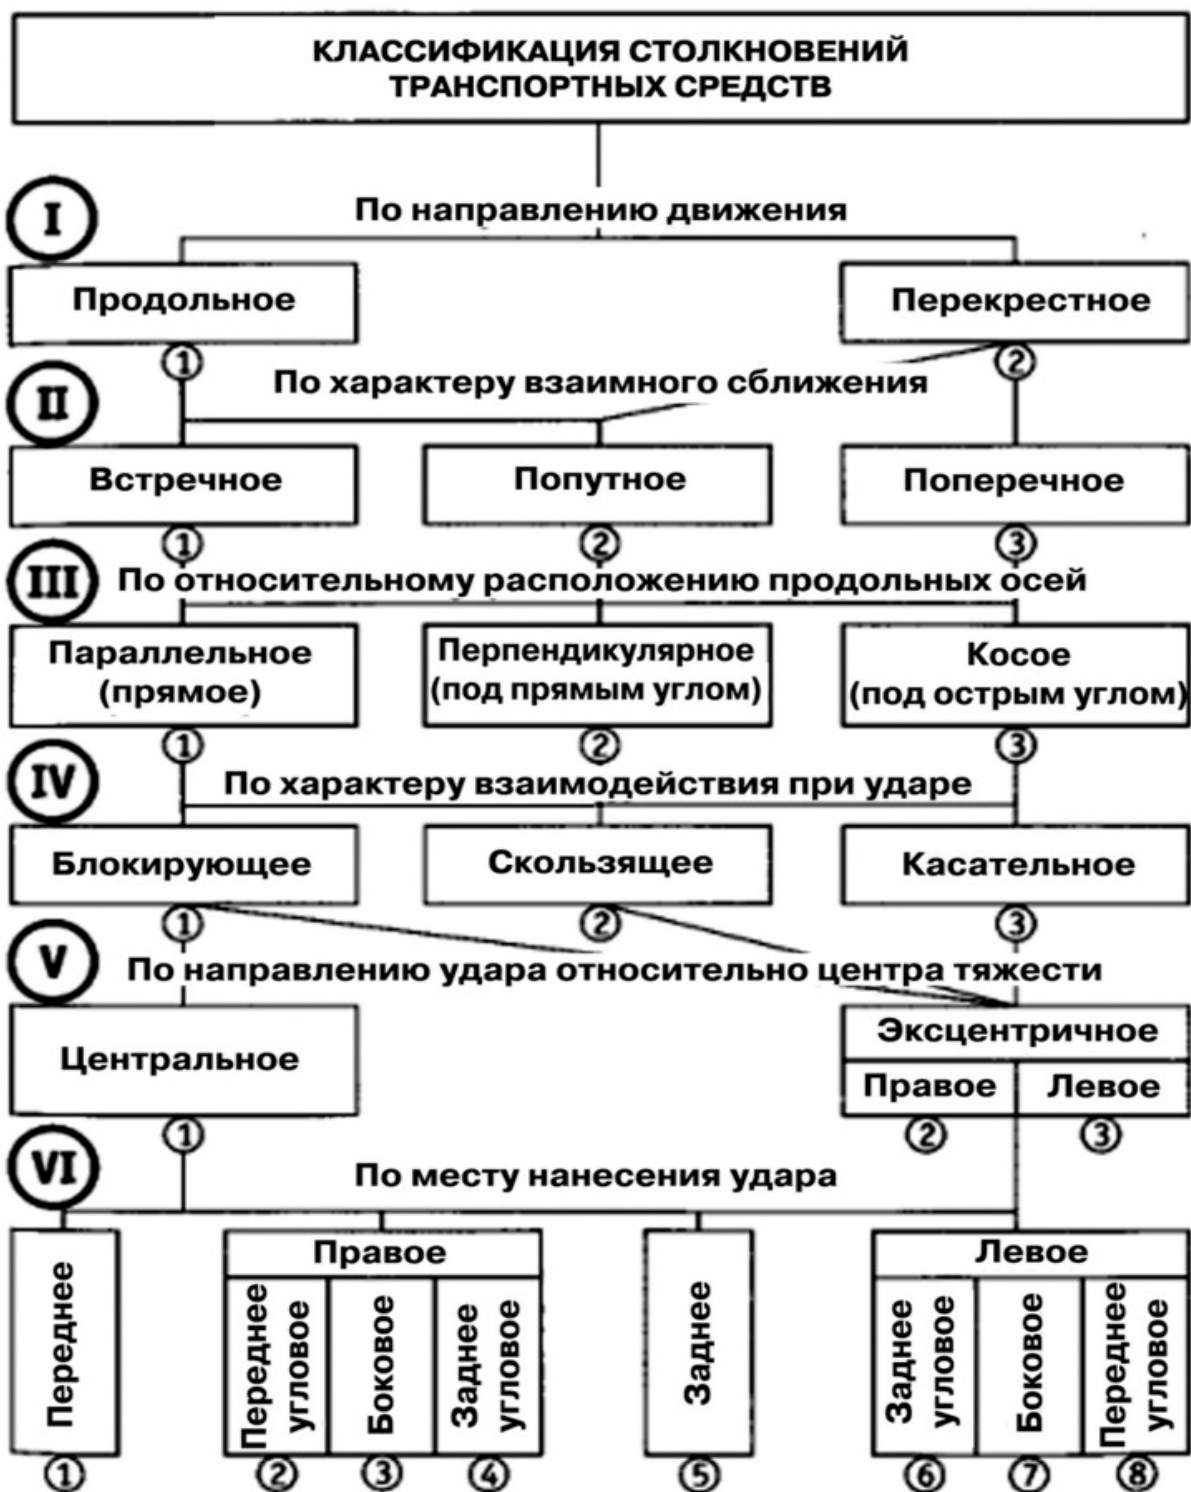 КЛАССИФИКАЦИЯ СТОЛКНОВЕНИЙ
ТРАНСПОРТНЫХ СРЕДСТВ
I
По направлению движения
Продольное
Перекрестное
1
2
II
По характеру взаимного сближения
Встречное
Попутное
Поперечное
1
2
3
III
По относительному расположению продольных осей
Параллельное
(прямое)
Перпендикулярное
(под прямым углом)
Косое
(под острым углом)
1
2
3
IV
По характеру взаимодействия при ударе
Блокирующее
Скользящее
Касательное
1
2
3
V
По направлению удара относительно центра тяжести
Центральное
Эксцентричное
Правое
Левое
1
2
3
VI
По месту нанесения удара
Переднее
Правое
Переднее
угловое
Боковое
Заднее
угловое
Заднее
Левое
Заднее
угловое
Боковое
Переднее
угловое
1
2
3
4
5
6
7
8